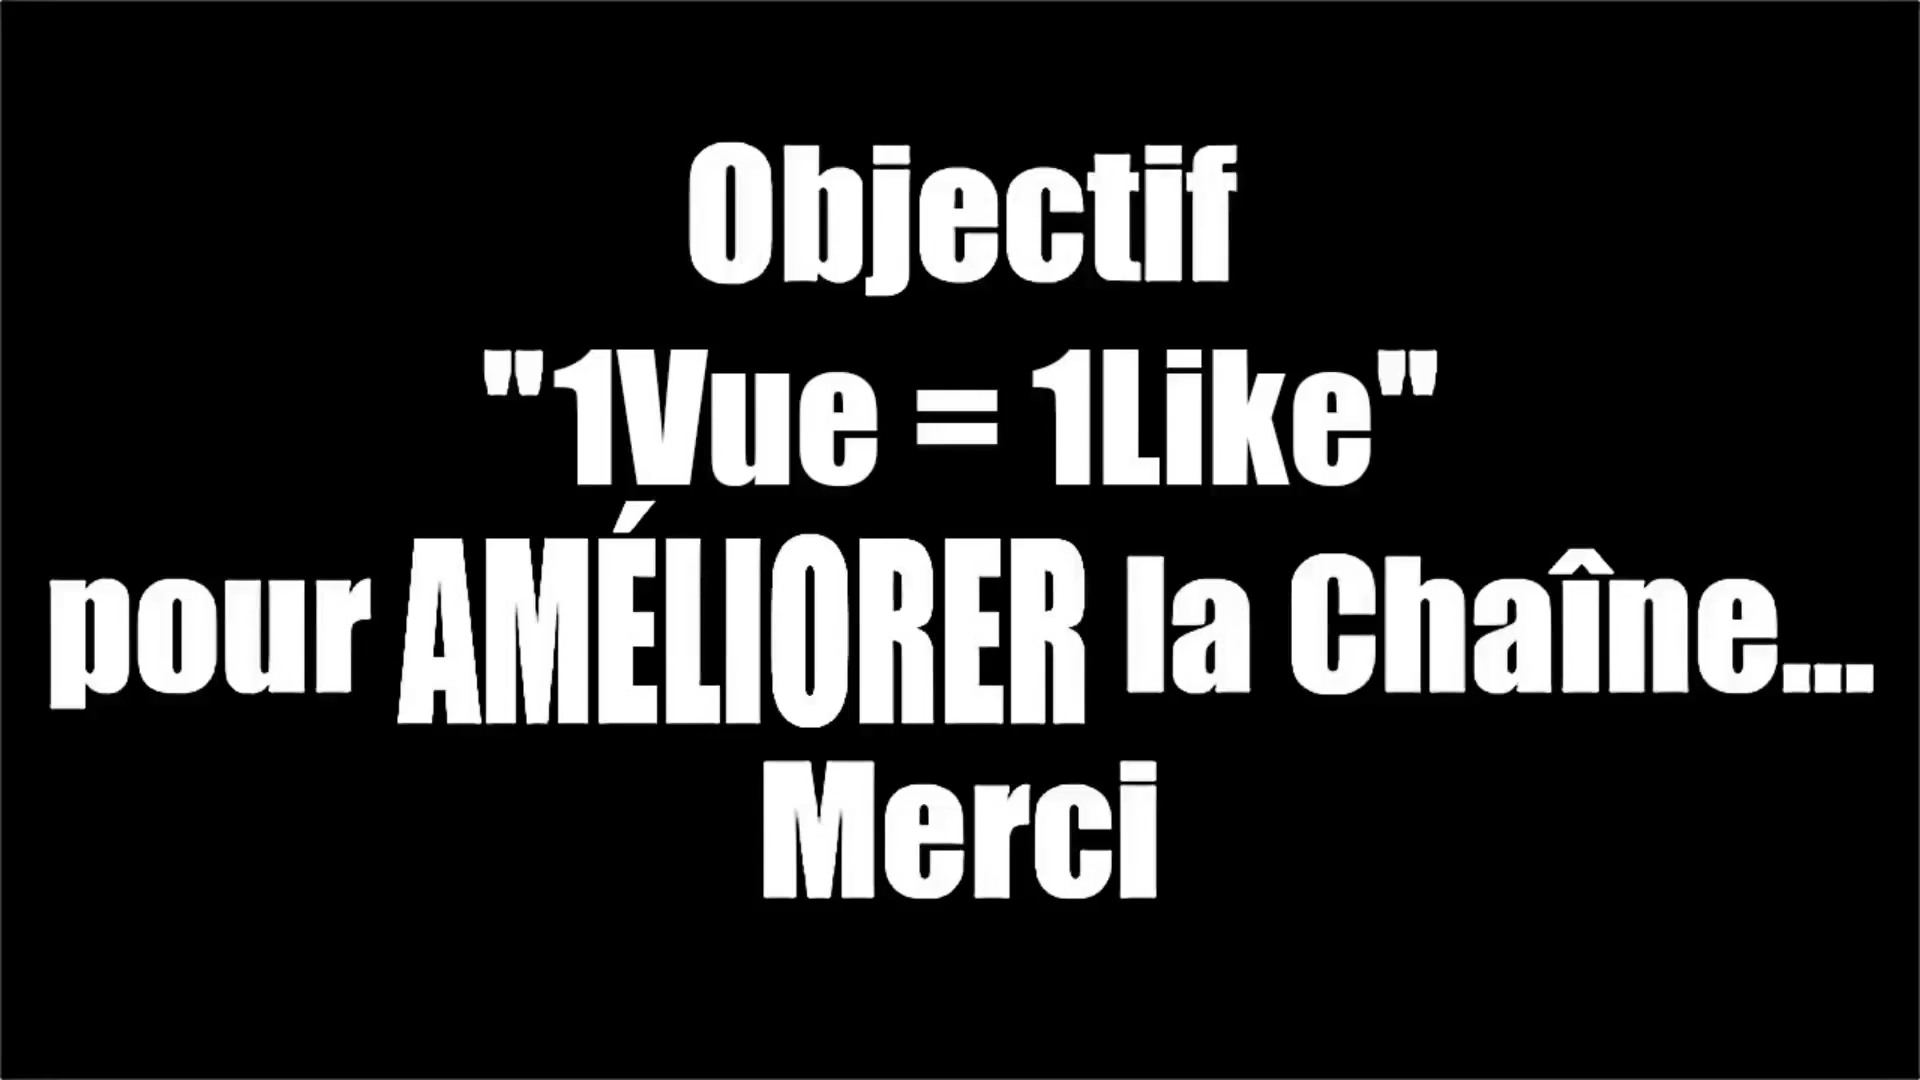 Objectif
"1Vue = 1Like"
pour AMÉLIORER la Chaîne...
Merci